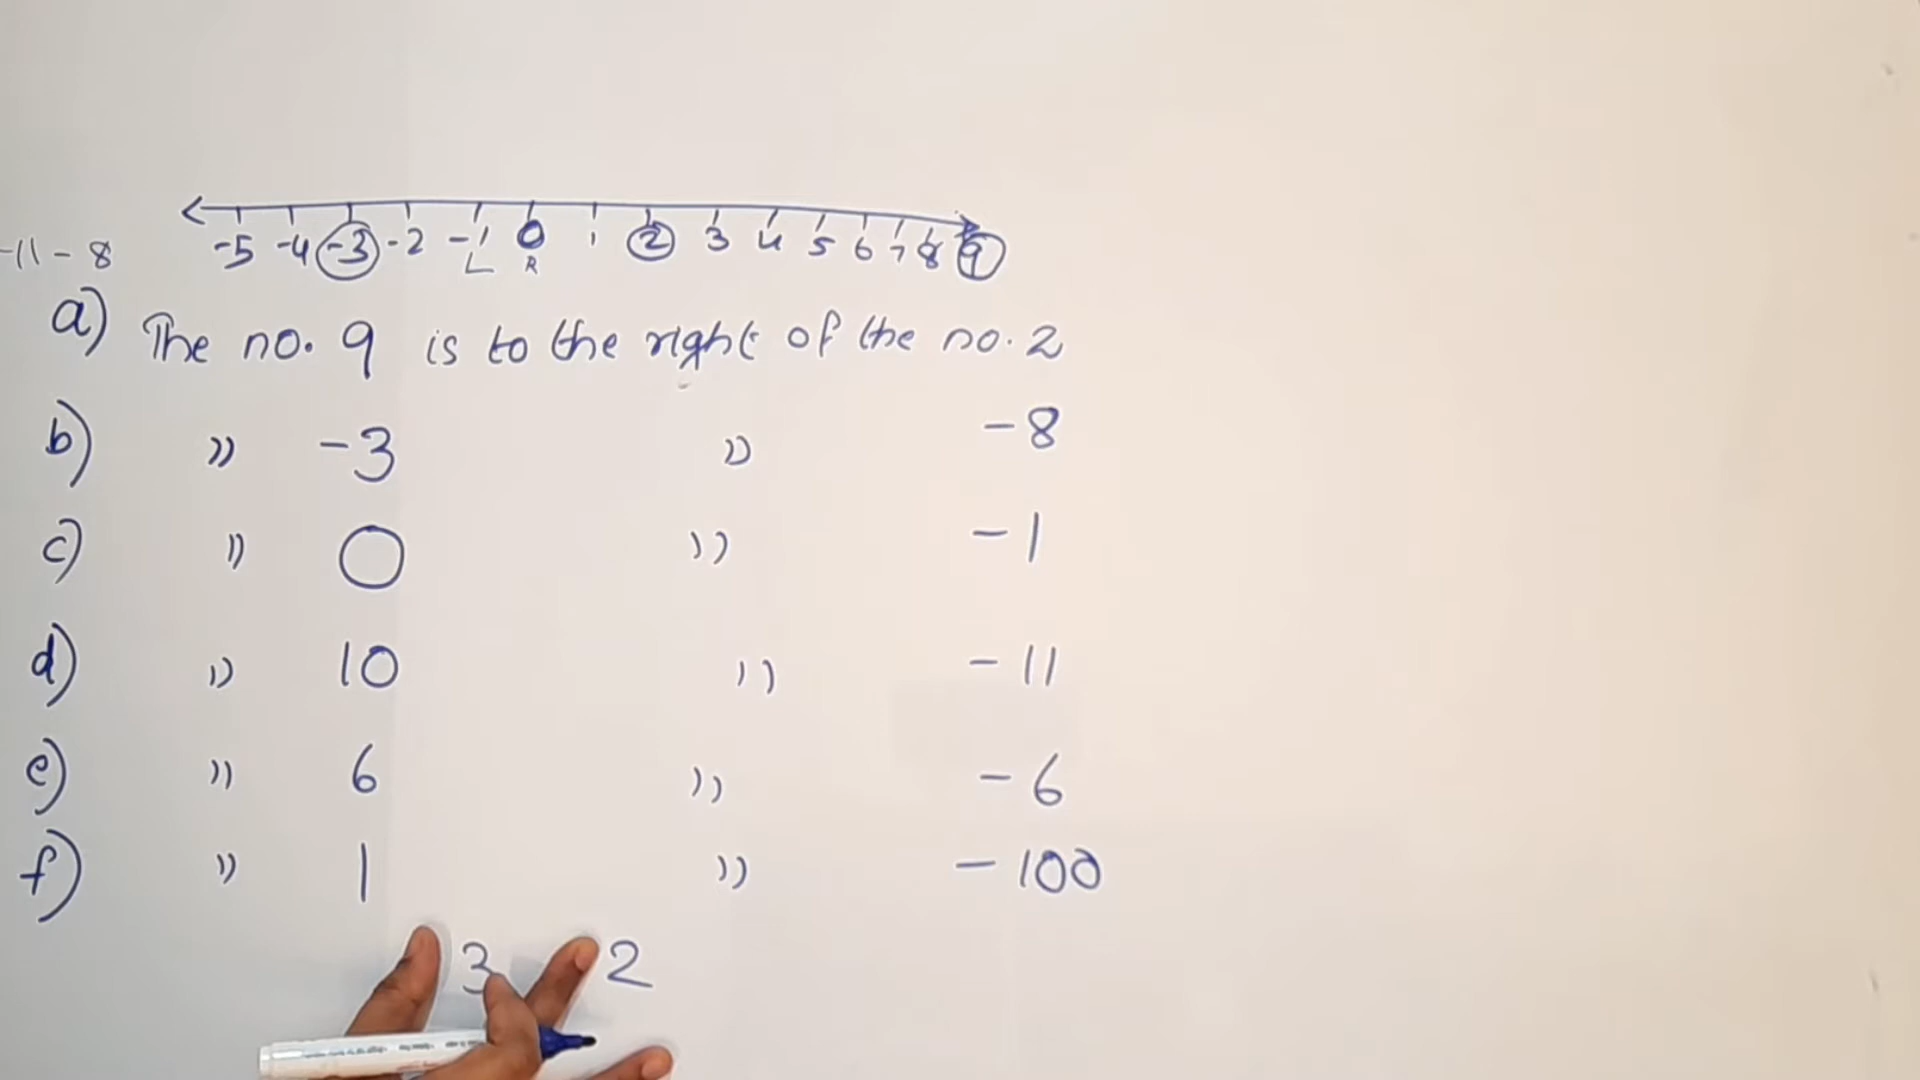 -11 -8 -5 -4 -3 -2 -1 0 1 2 3 4 5 6 7 8 9
L R
a) The no. 9 is to the right of the no. 2
b) )) -3 )) -8
c) )) 0 )) -1
d) )) 10 )) -11
e) )) 6 )) -6
f) )) 1 )) -100
3 2